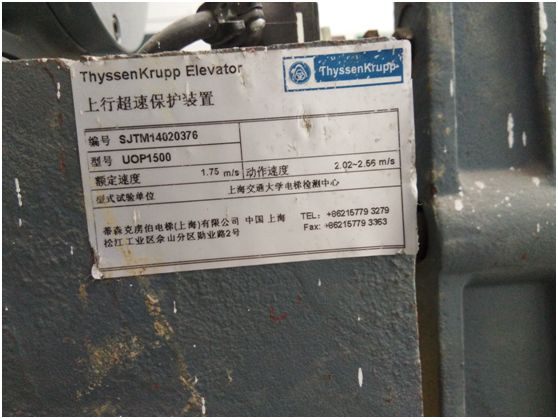 ThyssenKrupp Elevator
ThyssenKrupp
上行超速保护装置
编号 SJTM14020376
型号 UOP1500
额定速度 1.75 m/s 动作速度 2.02~2.56 m/s
型式试验单位 上海交通大学电梯检测中心
蒂森克虏伯电梯(上海)有限公司 中国 上海 TEL: +86215779 3279
松江工业区佘山分区勋业路2号 Fax: +86215779 3363